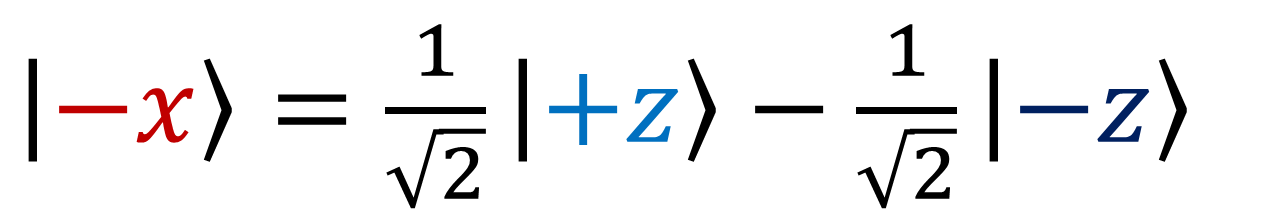 |−x⟩ = 1/√2 |+z⟩ − 1/√2 |−z⟩